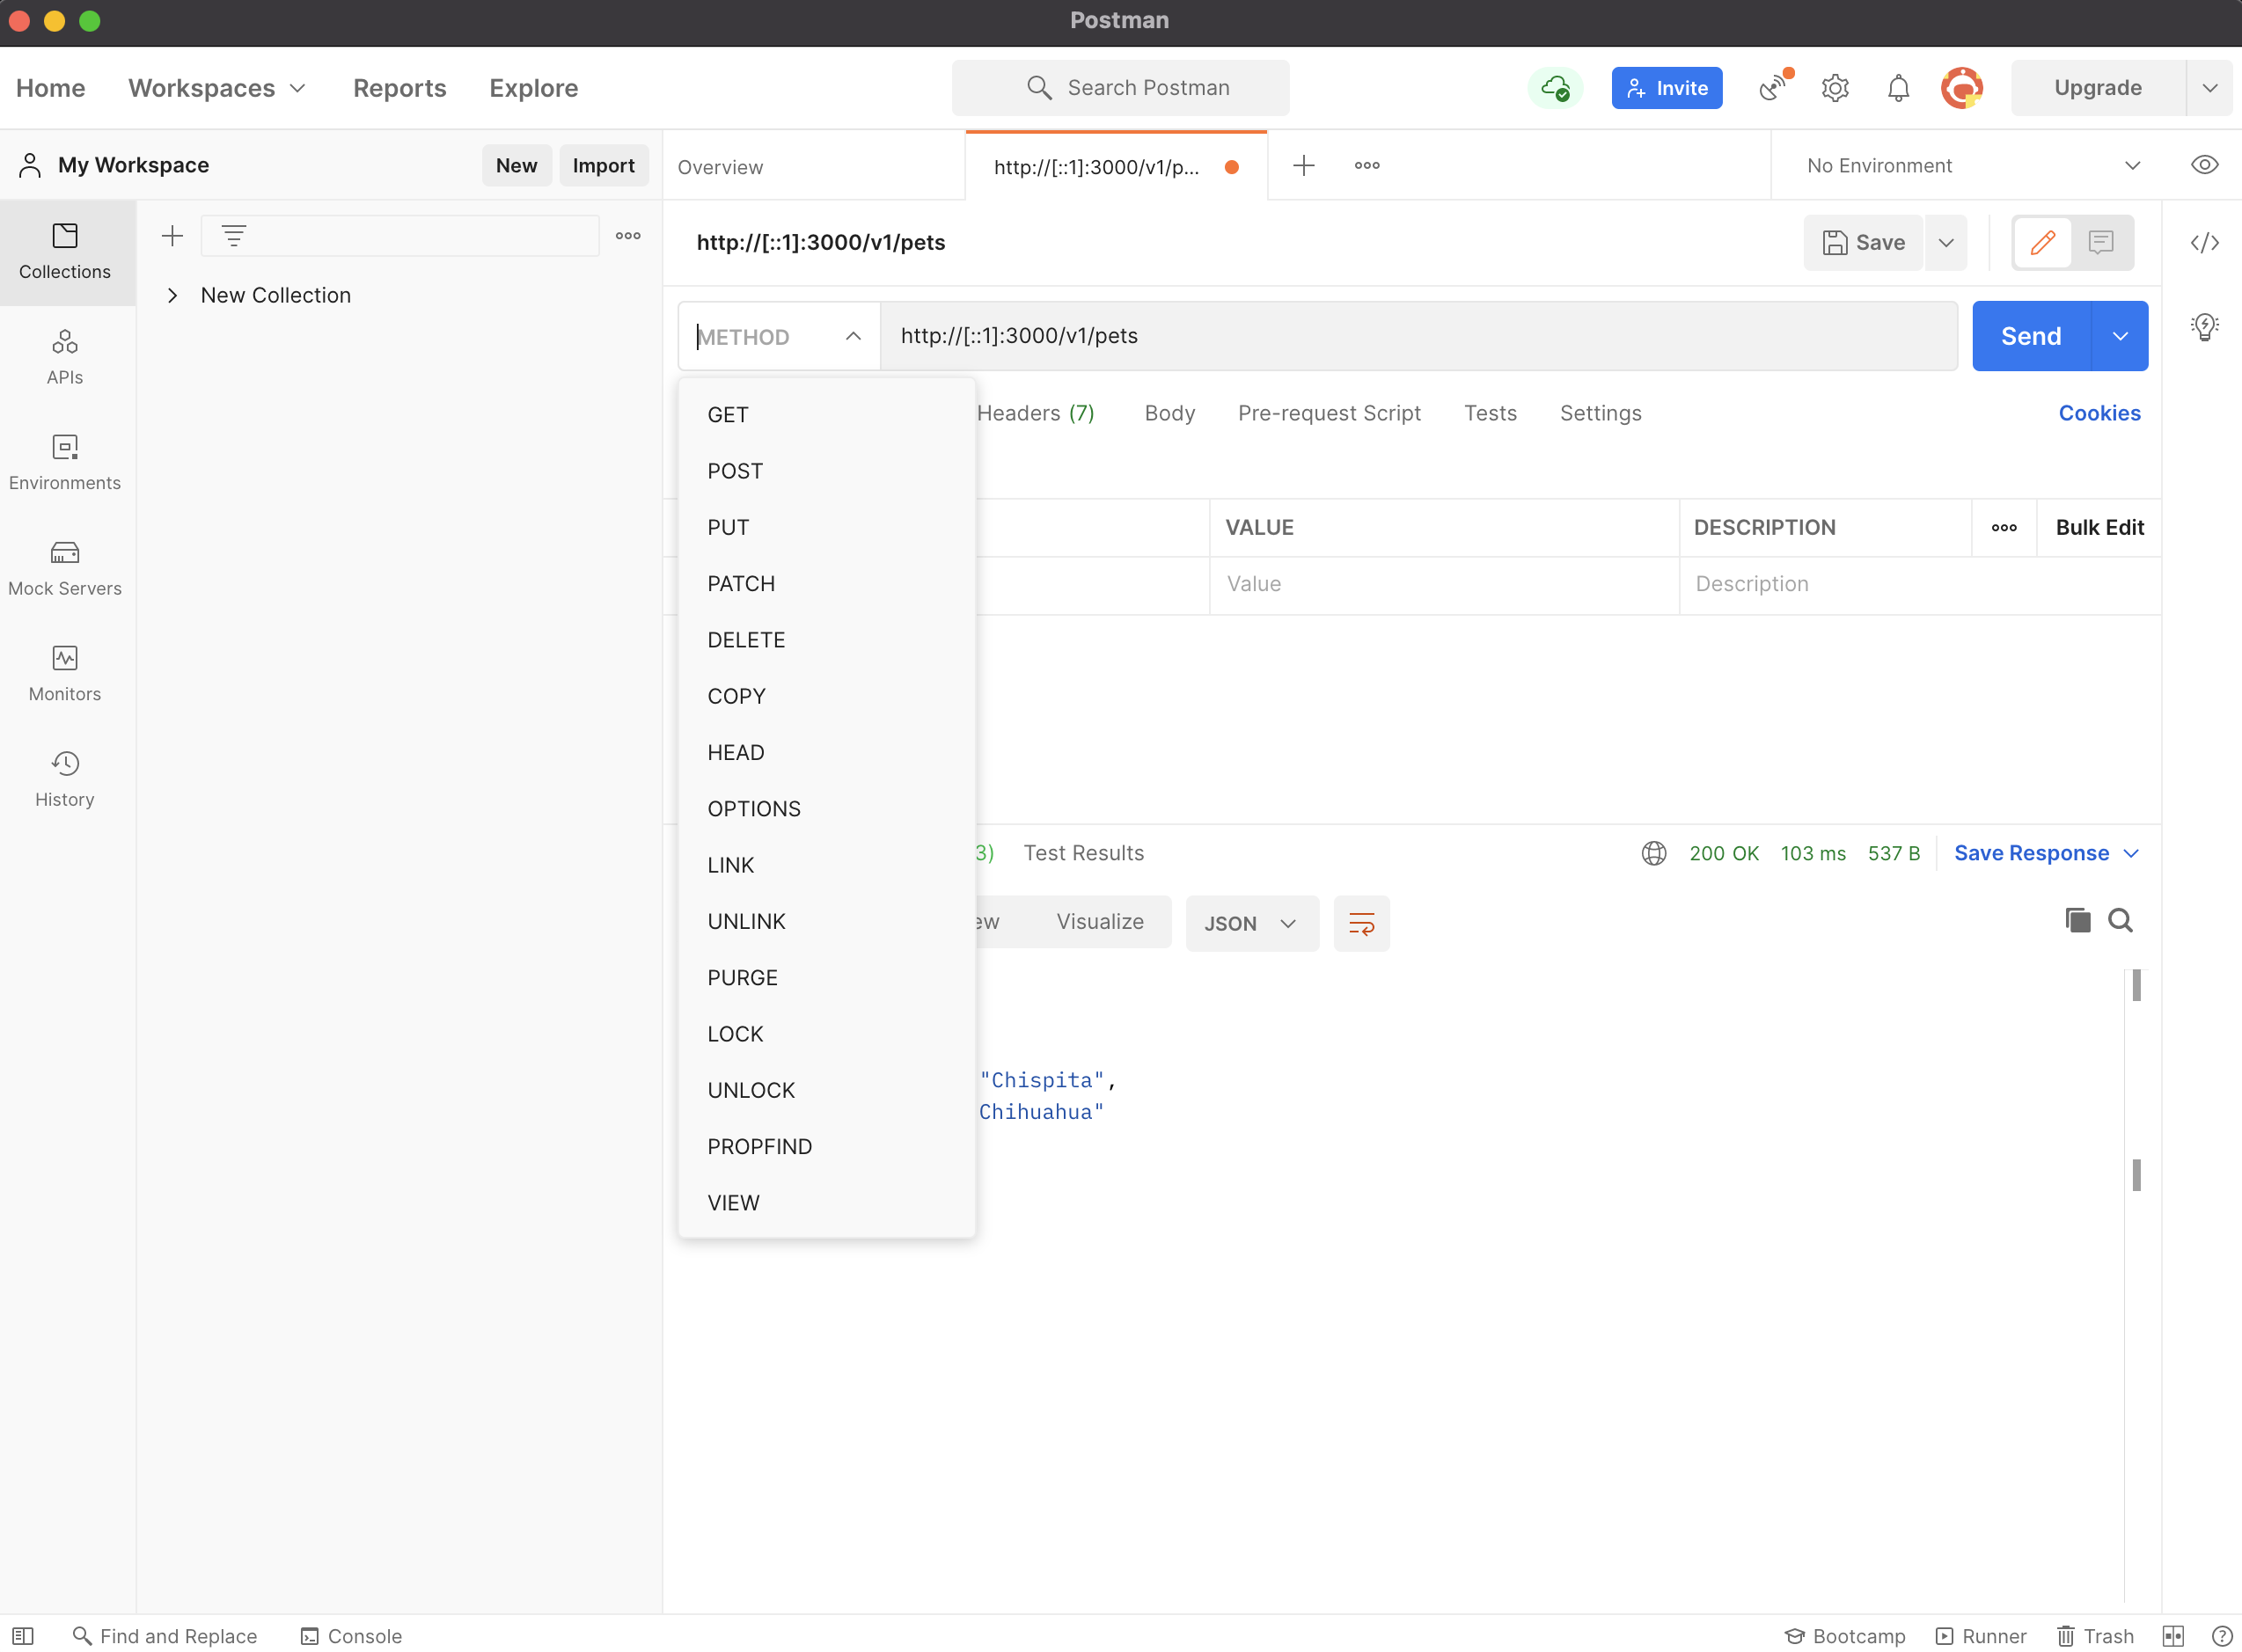 Postman
Home Workspaces Reports Explore Search Postman Invite Upgrade
My Workspace New Import Overview http://[::1]:3000/v1/p... No Environment
Collections
New Collection
APIs
Environments
Mock Servers
Monitors
History
http://[::1]:3000/v1/pets Save
METHOD http://[::1]:3000/v1/pets Send
Headers (7) Body Pre-request Script Tests Settings Cookies
GET
POST
PUT
PATCH
DELETE
COPY
HEAD
OPTIONS
LINK
UNLINK
PURGE
LOCK
UNLOCK
PROPFIND
VIEW
VALUE DESCRIPTION Bulk Edit
Value Description
3) Test Results 200 OK 103 ms 537 B Save Response
ew Visualize JSON
"Chispita",
Chihuahua"
Find and Replace Console Bootcamp Runner Trash